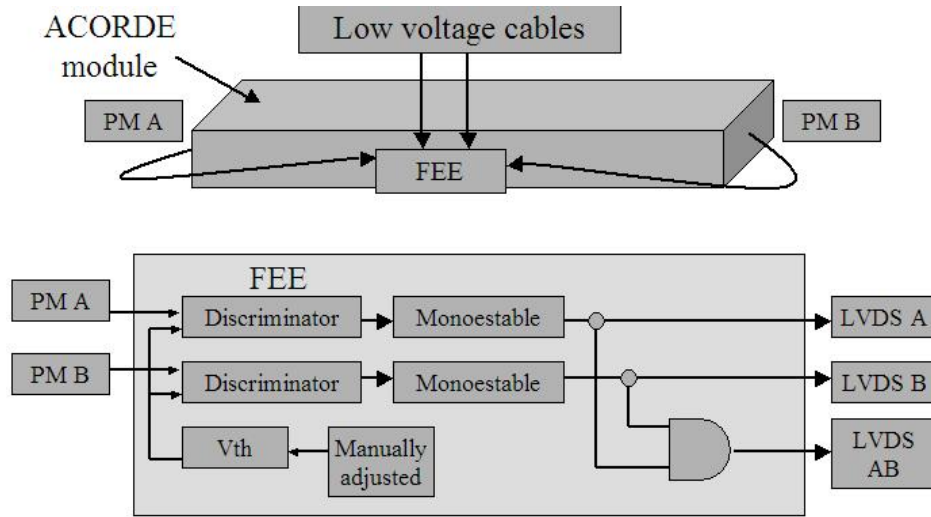 ACORDE
module
Low voltage cables
PM A
PM B
FEE
FEE
PM A
Discriminator
Monoestable
LVDS A
PM B
Discriminator
Monoestable
LVDS B
Vth
Manually
adjusted
LVDS
AB